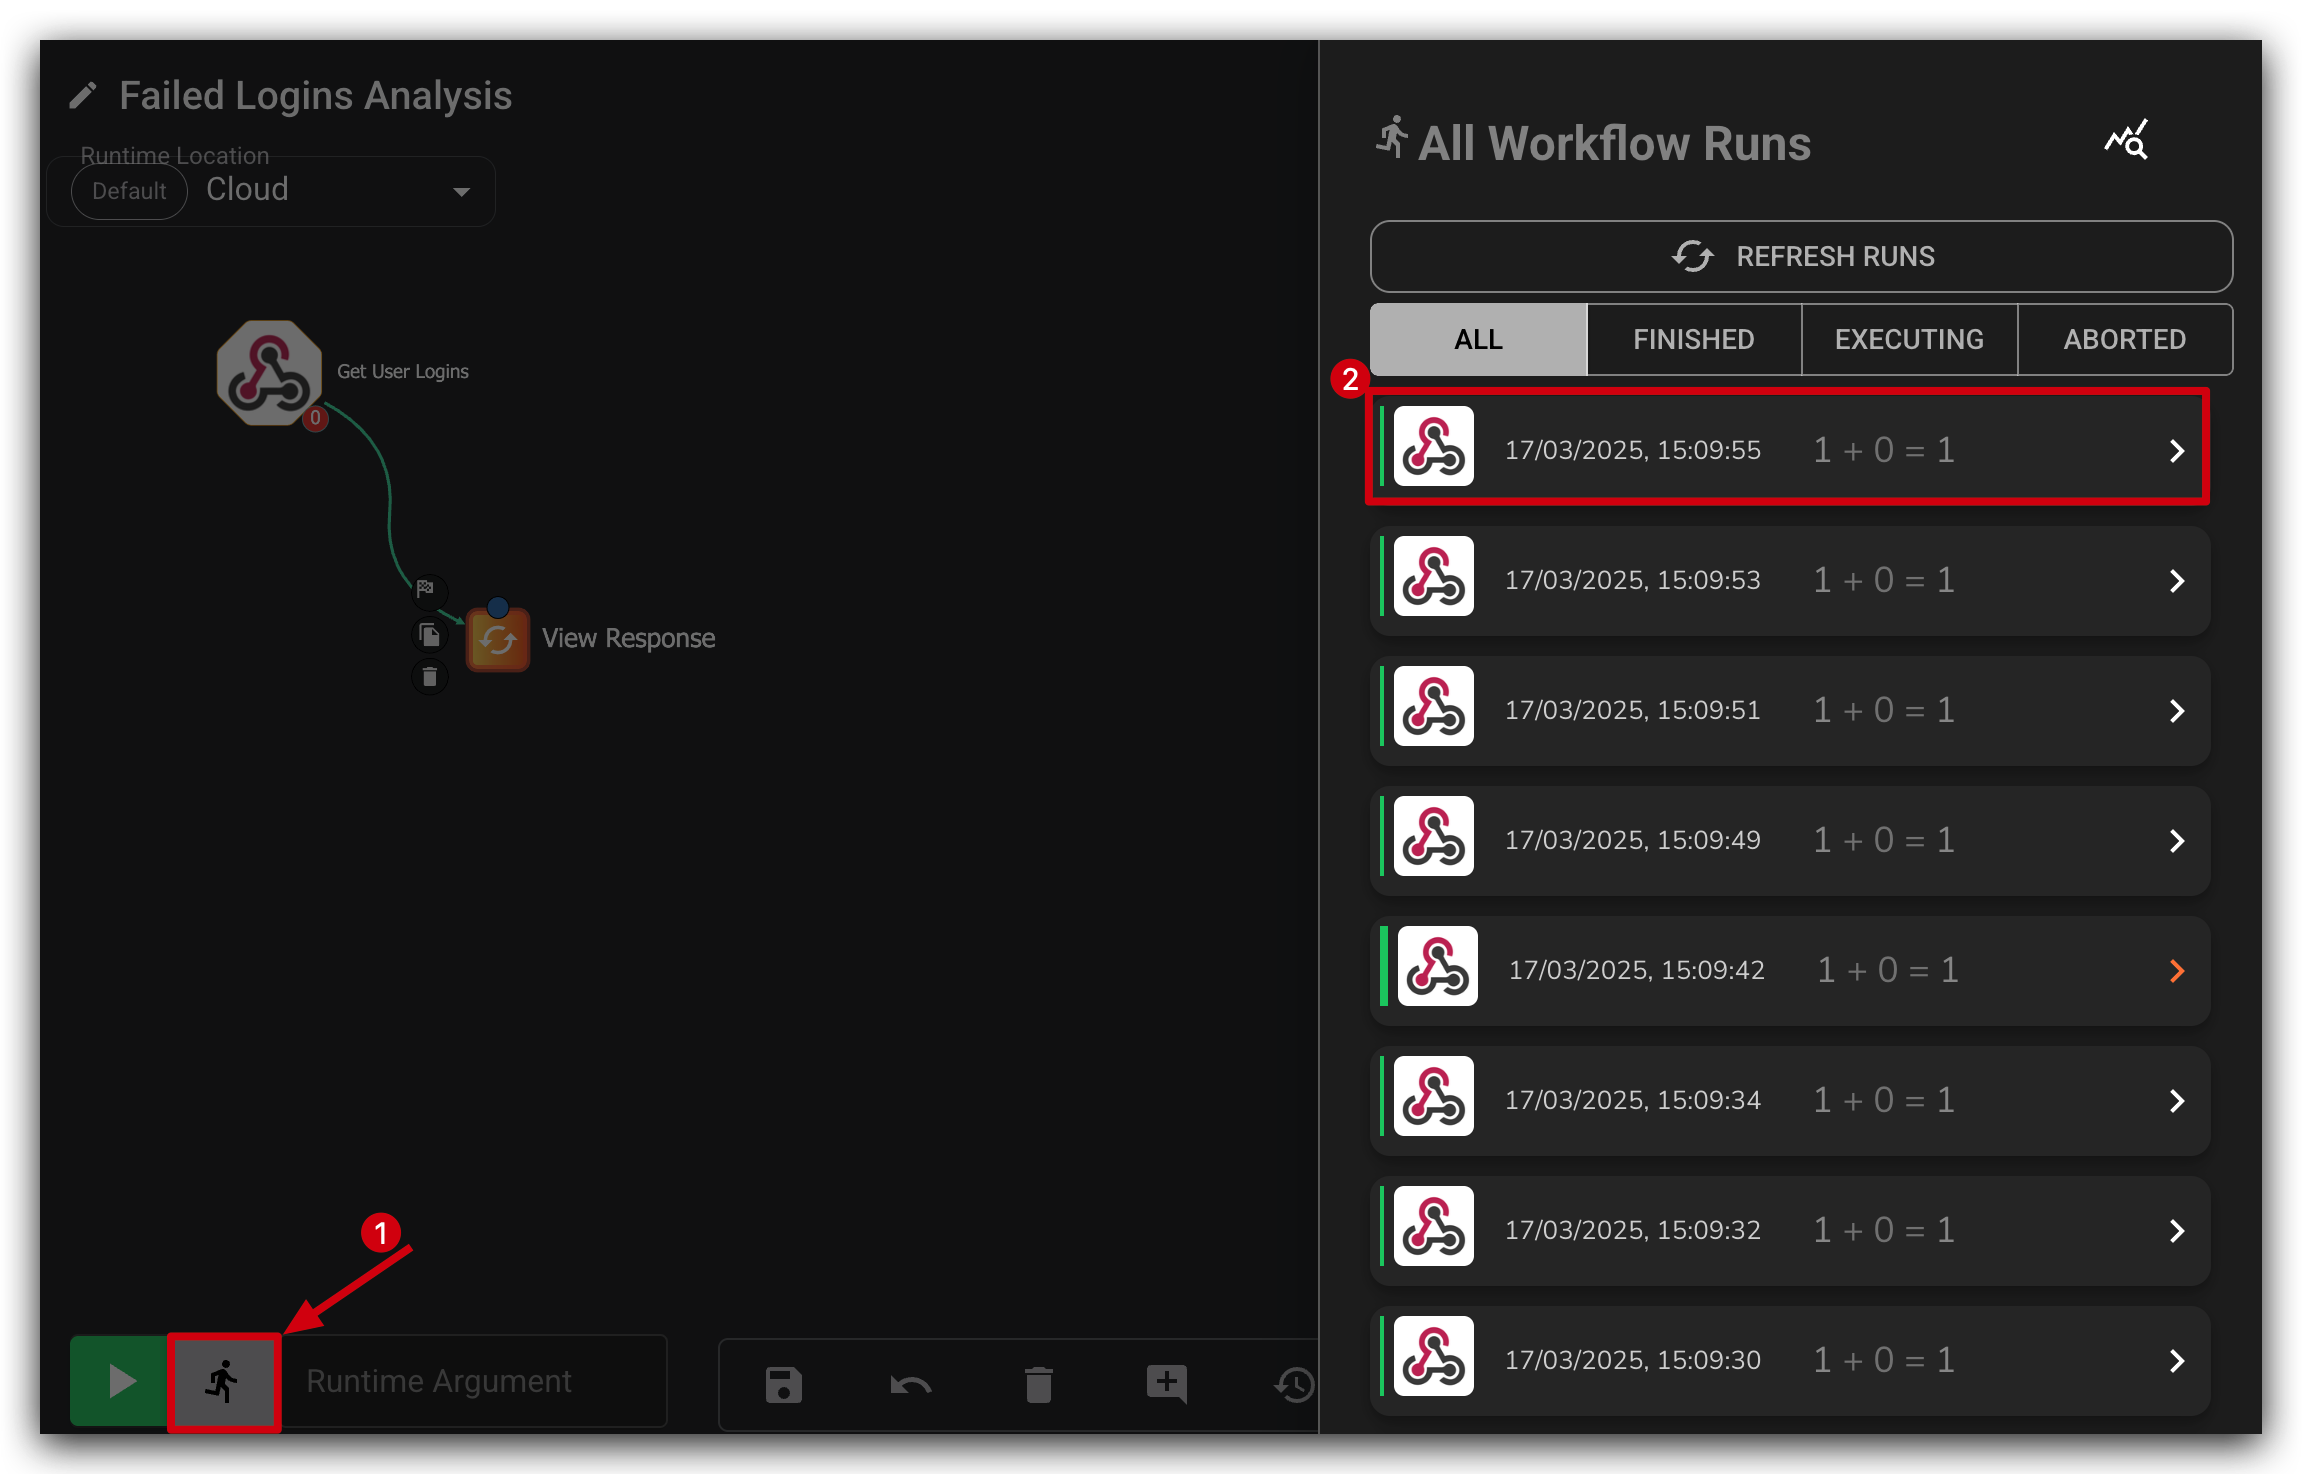 Failed Logins Analysis
Runtime Location
Default Cloud
Get User Logins
0
View Response
1
Runtime Argument
All Workflow Runs
REFRESH RUNS
ALL FINISHED EXECUTING ABORTED
2
17/03/2025, 15:09:55 1 + 0 = 1
17/03/2025, 15:09:53 1 + 0 = 1
17/03/2025, 15:09:51 1 + 0 = 1
17/03/2025, 15:09:49 1 + 0 = 1
17/03/2025, 15:09:42 1 + 0 = 1
17/03/2025, 15:09:34 1 + 0 = 1
17/03/2025, 15:09:32 1 + 0 = 1
17/03/2025, 15:09:30 1 + 0 = 1